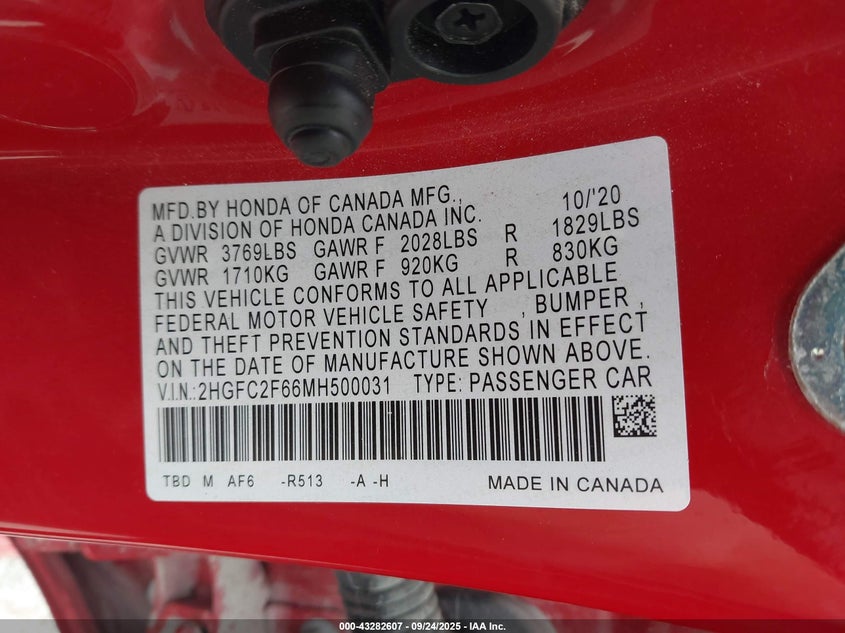 MFD.BY HONDA OF CANADA MFG., 10/'20
A DIVISION OF HONDA CANADA INC.
GVWR 3769LBS GAWR F 2028LBS R 1829LBS
GVWR 1710KG GAWR F 920KG R 830KG
THIS VEHICLE CONFORMS TO ALL APPLICABLE
FEDERAL MOTOR VEHICLE SAFETY , BUMPER ,
AND THEFT PREVENTION STANDARDS IN EFFECT
ON THE DATE OF MANUFACTURE SHOWN ABOVE.
V.I.N.:2HGFC2F66MH500031 TYPE: PASSENGER CAR
TBD M AF6 -R513 -A -H MADE IN CANADA
000-43282607 - 09/24/2025 - IAA Inc.